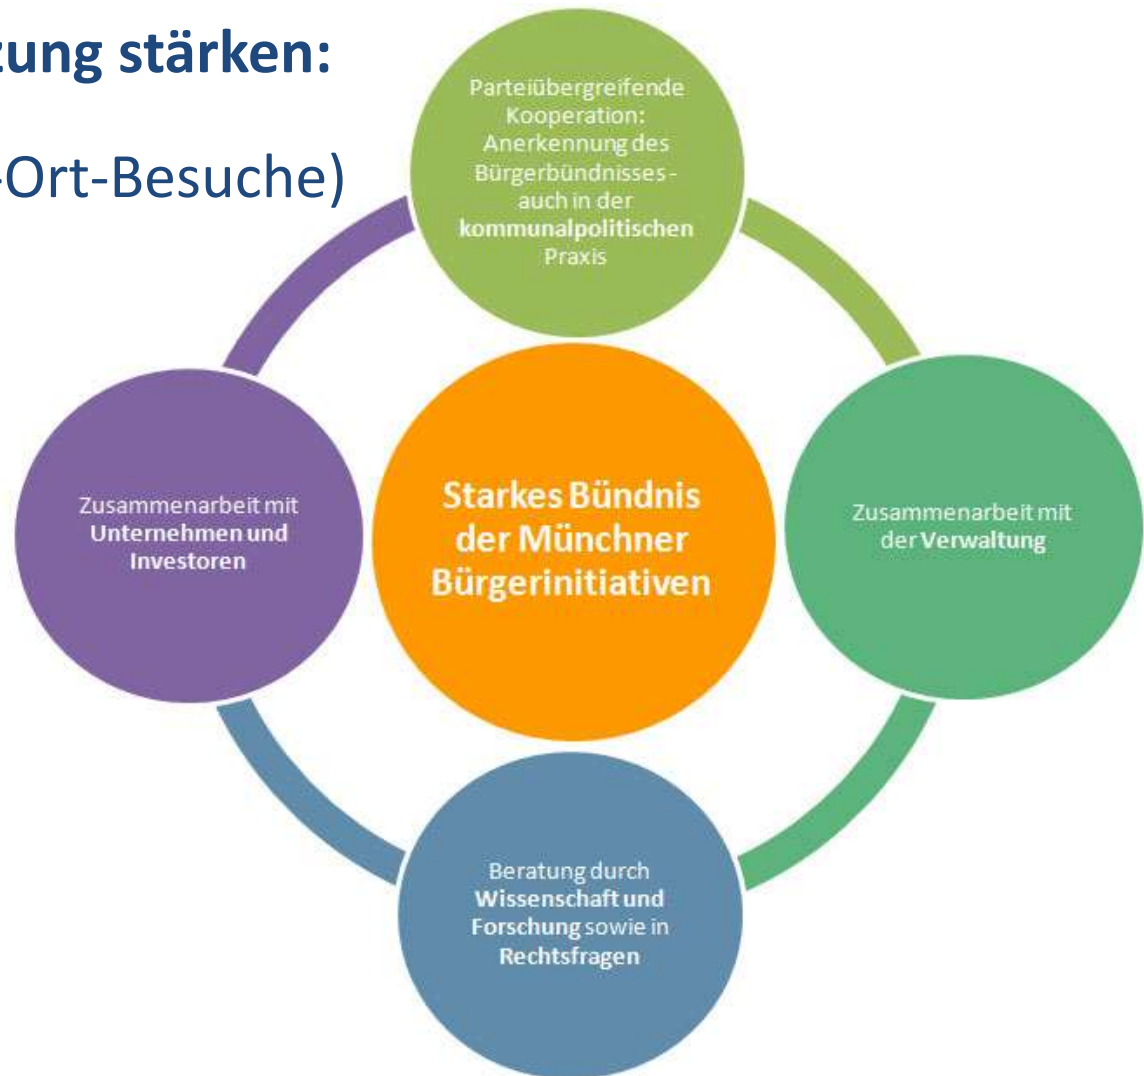 zung stärken:
-Ort-Besuche)
Parteiübergreifende
Kooperation:
Anerkennung des
Bürgerbündnisses -
auch in der
kommunalpolitischen
Praxis
Zusammenarbeit mit
Unternehmen und
Investoren
Starkes Bündnis
der Münchner
Bürgerinitiativen
Zusammenarbeit mit
der Verwaltung
Beratung durch
Wissenschaft und
Forschung sowie in
Rechtsfragen